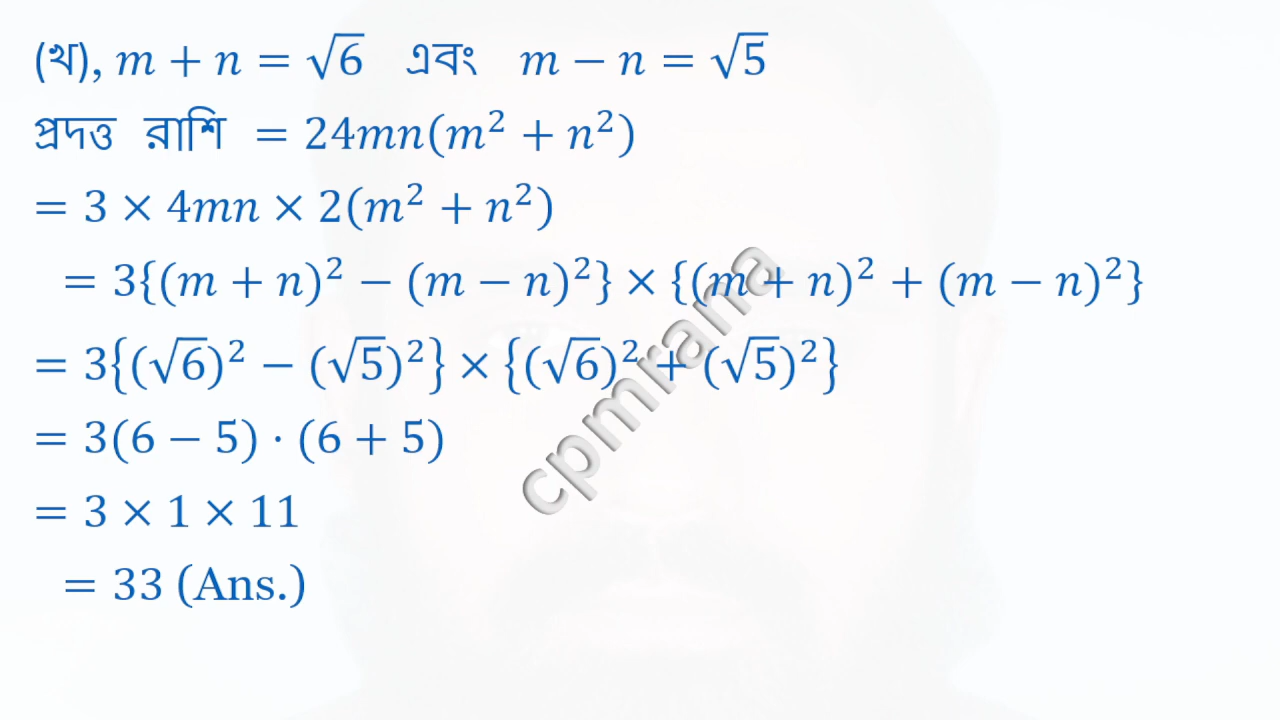 (খ), m + n = √6 এবং m − n = √5
প্রদত্ত রাশি = 24mn(m² + n²)
= 3 × 4mn × 2(m² + n²)
= 3{(m + n)² − (m − n)²} × {(m + n)² + (m − n)²}
= 3{(√6)² − (√5)²} × {(√6)² + (√5)²}
= 3(6 − 5) · (6 + 5)
= 3 × 1 × 11
= 33 (Ans.)
cpmrana